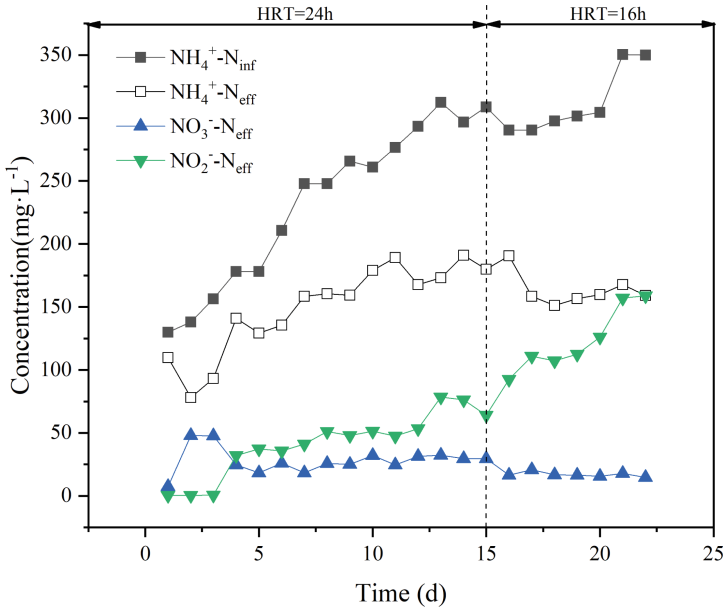 HRT=24h
HRT=16h
NH₄⁺-Nᵢₙf
NH₄⁺-Neff
NO₃⁻-Neff
NO₂⁻-Neff
350
300
250
200
150
100
50
0
Concentration(mg·L⁻¹)
0 5 10 15 20 25
Time (d)